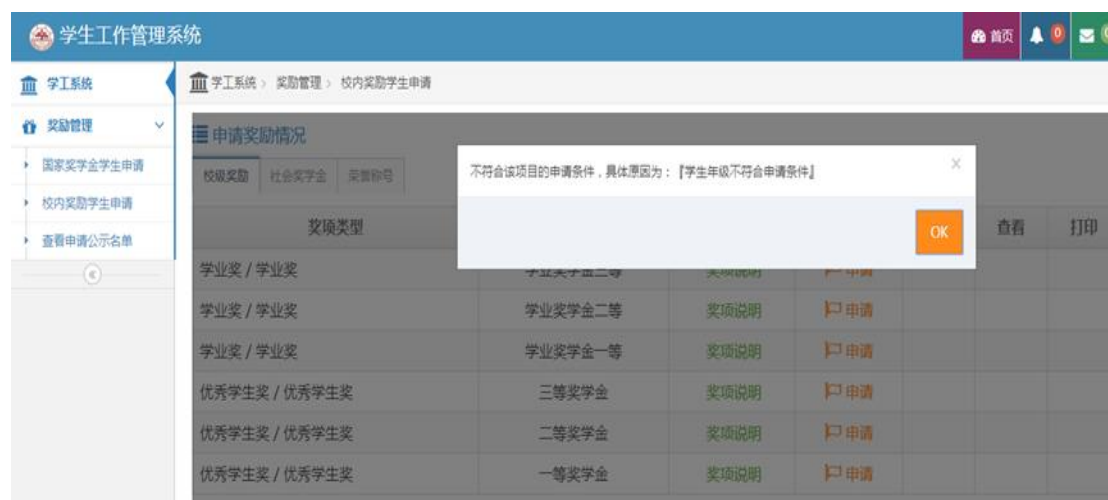 学生工作管理系统
首页
0
学工系统
学工系统 > 奖励管理 > 校内奖励学生申请
奖励管理
国家奖学金学生申请
校内奖励学生申请
查看申请公示名单
申请奖励情况
校级奖励 社会奖学金 荣誉称号
不符合该项目的申请条件，具体原因为：『学生年级不符合申请条件』
×
OK
奖项类型 查看 打印
学业奖 / 学业奖 学业奖学金三等 奖项说明 申请
学业奖 / 学业奖 学业奖学金二等 奖项说明 申请
学业奖 / 学业奖 学业奖学金一等 奖项说明 申请
优秀学生奖 / 优秀学生奖 三等奖学金 奖项说明 申请
优秀学生奖 / 优秀学生奖 二等奖学金 奖项说明 申请
优秀学生奖 / 优秀学生奖 一等奖学金 奖项说明 申请